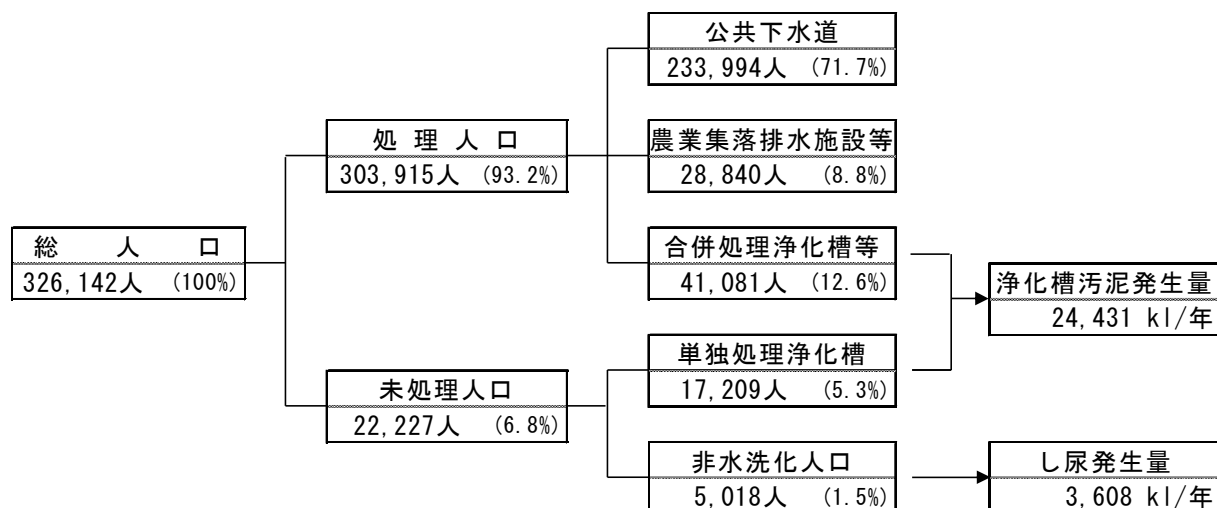 公共下水道
233,994人 (71.7%)
処理人口
303,915人 (93.2%)
農業集落排水施設等
28,840人 (8.8%)
総人口
326,142人 (100%)
合併処理浄化槽等
41,081人 (12.6%)
浄化槽汚泥発生量
24,431 kl/年
単独処理浄化槽
17,209人 (5.3%)
未処理人口
22,227人 (6.8%)
非水洗化人口
5,018人 (1.5%)
し尿発生量
3,608 kl/年